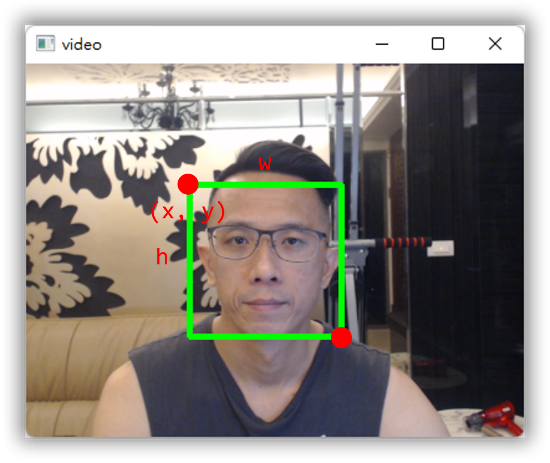 video
w
(x, y)
h